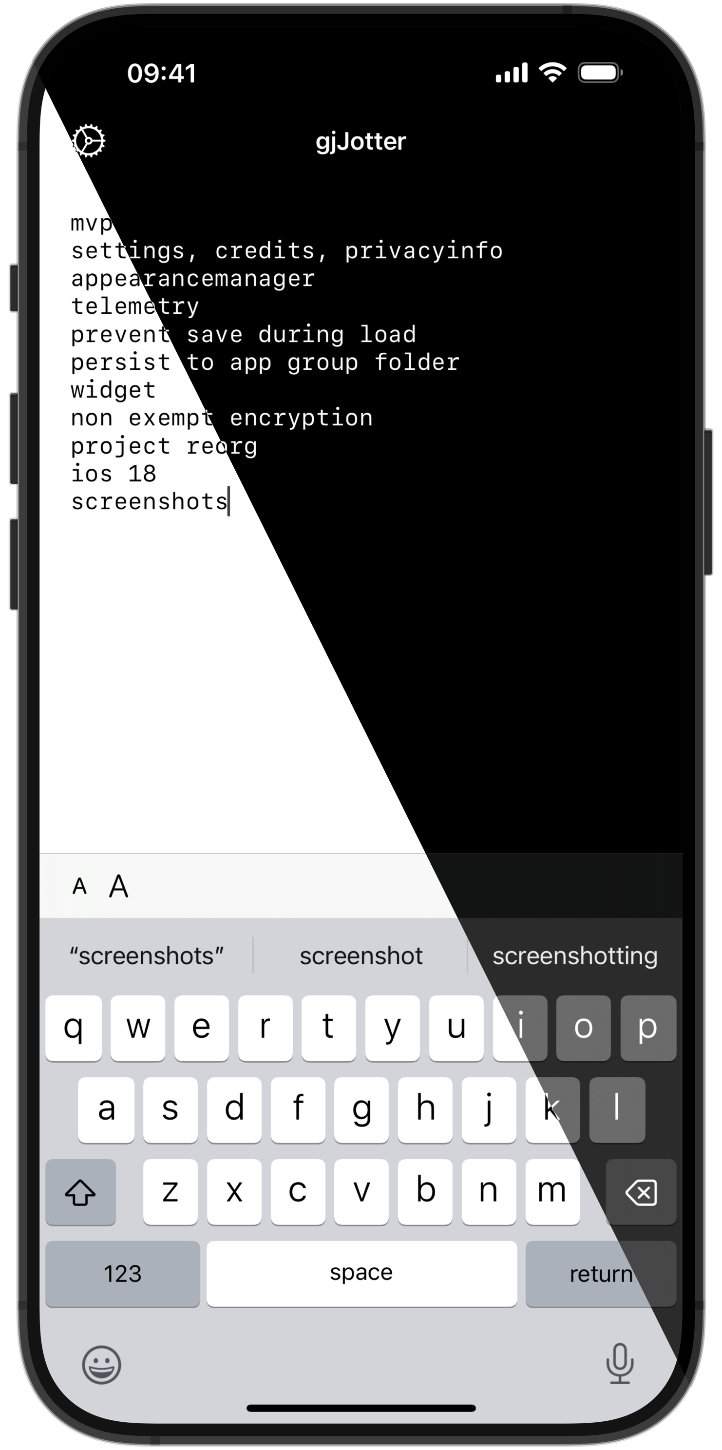 09:41
gjJotter
mvp
settings, credits, privacyinfo
appearancemanager
telemetry
prevent save during load
persist to app group folder
widget
non exempt encryption
project reorg
ios 18
screenshots
A A
“screenshots” screenshot screenshotting
q w e r t y u i o p
a s d f g h j k l
z x c v b n m
123 space return